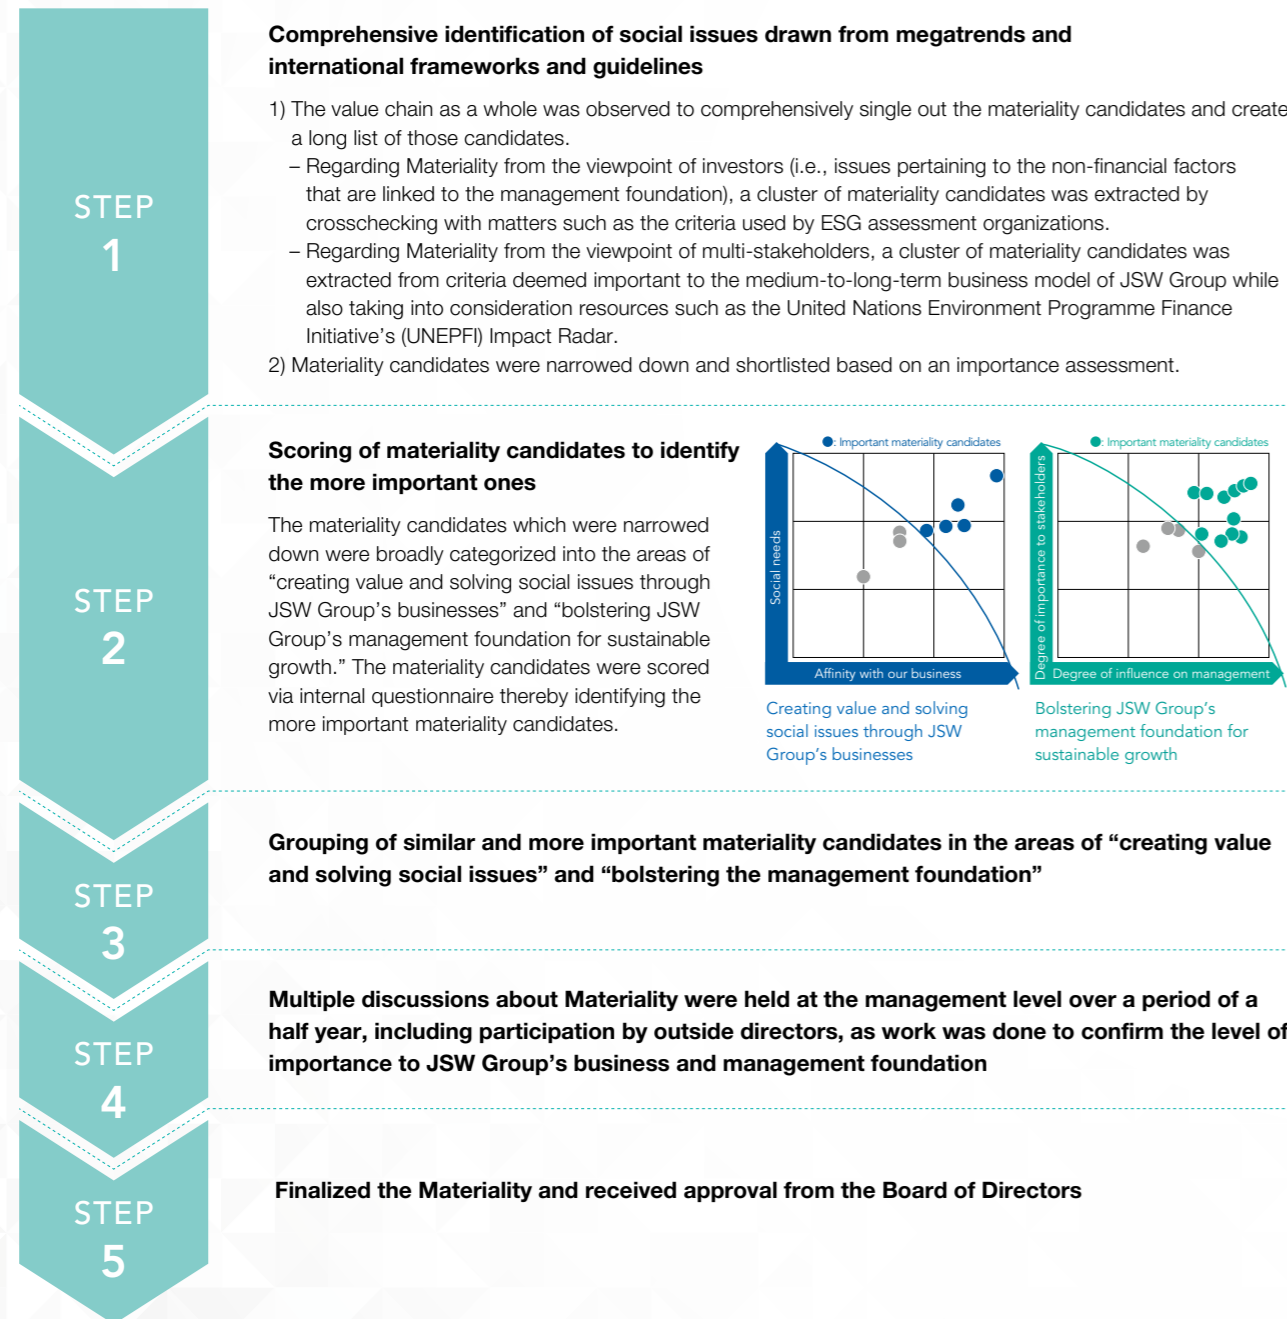 STEP
1
Comprehensive identification of social issues drawn from megatrends and
international frameworks and guidelines
1) The value chain as a whole was observed to comprehensively single out the materiality candidates and create
a long list of those candidates.
– Regarding Materiality from the viewpoint of investors (i.e., issues pertaining to the non-financial factors
that are linked to the management foundation), a cluster of materiality candidates was extracted by
crosschecking with matters such as the criteria used by ESG assessment organizations.
– Regarding Materiality from the viewpoint of multi-stakeholders, a cluster of materiality candidates was
extracted from criteria deemed important to the medium-to-long-term business model of JSW Group while
also taking into consideration resources such as the United Nations Environment Programme Finance
Initiative's (UNEPFI) Impact Radar.
2) Materiality candidates were narrowed down and shortlisted based on an importance assessment.
STEP
2
Scoring of materiality candidates to identify
the more important ones
The materiality candidates which were narrowed
down were broadly categorized into the areas of
“creating value and solving social issues through
JSW Group’s businesses” and “bolstering JSW
Group’s management foundation for sustainable
growth.” The materiality candidates were scored
via internal questionnaire thereby identifying the
more important materiality candidates.
●: Important materiality candidates
Social needs
Affinity with our business
Creating value and solving
social issues through JSW
Group’s businesses
●: Important materiality candidates
Degree of importance to stakeholders
Degree of influence on management
Bolstering JSW Group’s
management foundation for
sustainable growth
STEP
3
Grouping of similar and more important materiality candidates in the areas of “creating value
and solving social issues” and “bolstering the management foundation”
STEP
4
Multiple discussions about Materiality were held at the management level over a period of a
half year, including participation by outside directors, as work was done to confirm the level of
importance to JSW Group’s business and management foundation
STEP
5
Finalized the Materiality and received approval from the Board of Directors